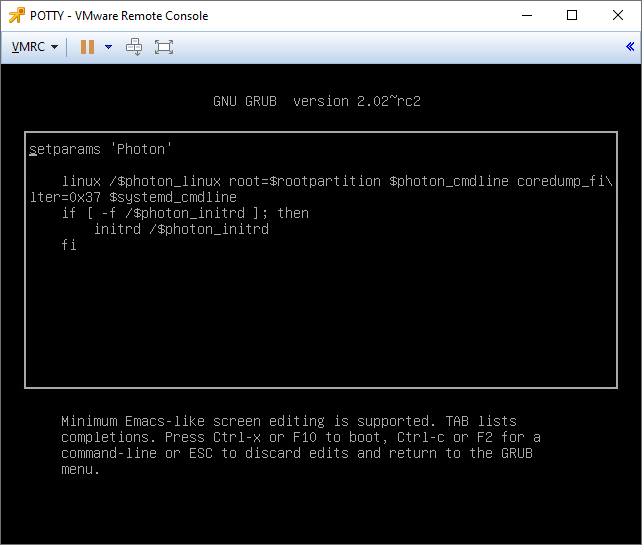 POTTY - VMware Remote Console
VMRC
GNU GRUB  version 2.02~rc2
setparams 'Photon'
linux /$photon_linux root=$rootpartition $photon_cmdline coredump_fi\
lter=0x37 $systemd_cmdline
if [ -f /$photon_initrd ]; then
initrd /$photon_initrd
fi
Minimum Emacs-like screen editing is supported. TAB lists
completions. Press Ctrl-x or F10 to boot, Ctrl-c or F2 for a
command-line or ESC to discard edits and return to the GRUB
menu.